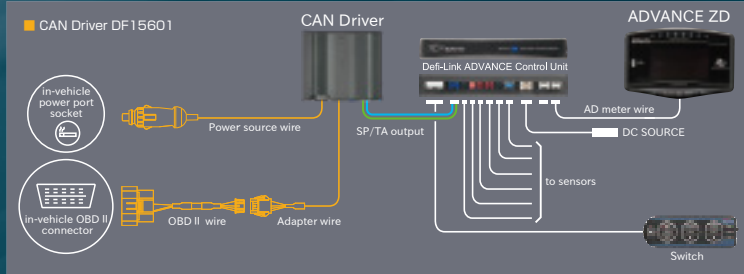 CAN Driver DF15601
CAN Driver
ADVANCE ZD
Defi-Link ADVANCE Control Unit
in-vehicle
power port
socket
Power source wire
SP/TA output
AD meter wire
DC SOURCE
to sensors
in-vehicle OBD II
connector
OBD II wire
Adapter wire
Switch